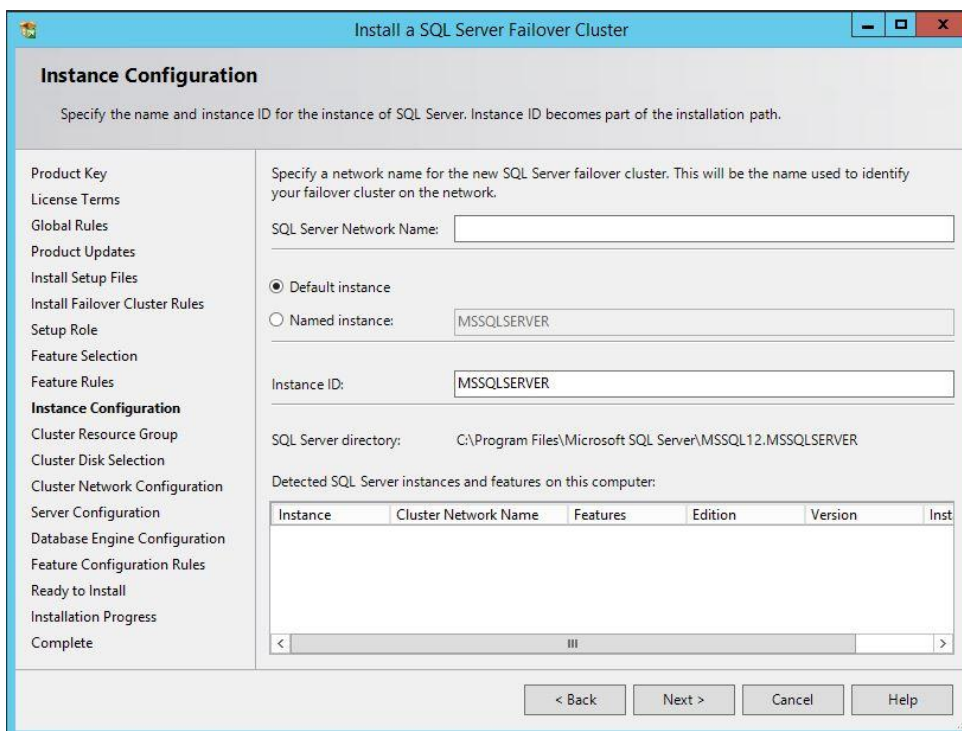 Install a SQL Server Failover Cluster
Instance Configuration
Specify the name and instance ID for the instance of SQL Server. Instance ID becomes part of the installation path.
Product Key
License Terms
Global Rules
Product Updates
Install Setup Files
Install Failover Cluster Rules
Setup Role
Feature Selection
Feature Rules
Instance Configuration
Cluster Resource Group
Cluster Disk Selection
Cluster Network Configuration
Server Configuration
Database Engine Configuration
Feature Configuration Rules
Ready to Install
Installation Progress
Complete
Specify a network name for the new SQL Server failover cluster. This will be the name used to identify
your failover cluster on the network.
SQL Server Network Name:
Default instance
Named instance: MSSQLSERVER
Instance ID: MSSQLSERVER
SQL Server directory: C:\Program Files\Microsoft SQL Server\MSSQL12.MSSQLSERVER
Detected SQL Server instances and features on this computer:
Instance Cluster Network Name Features Edition Version Inst
< Back Next > Cancel Help